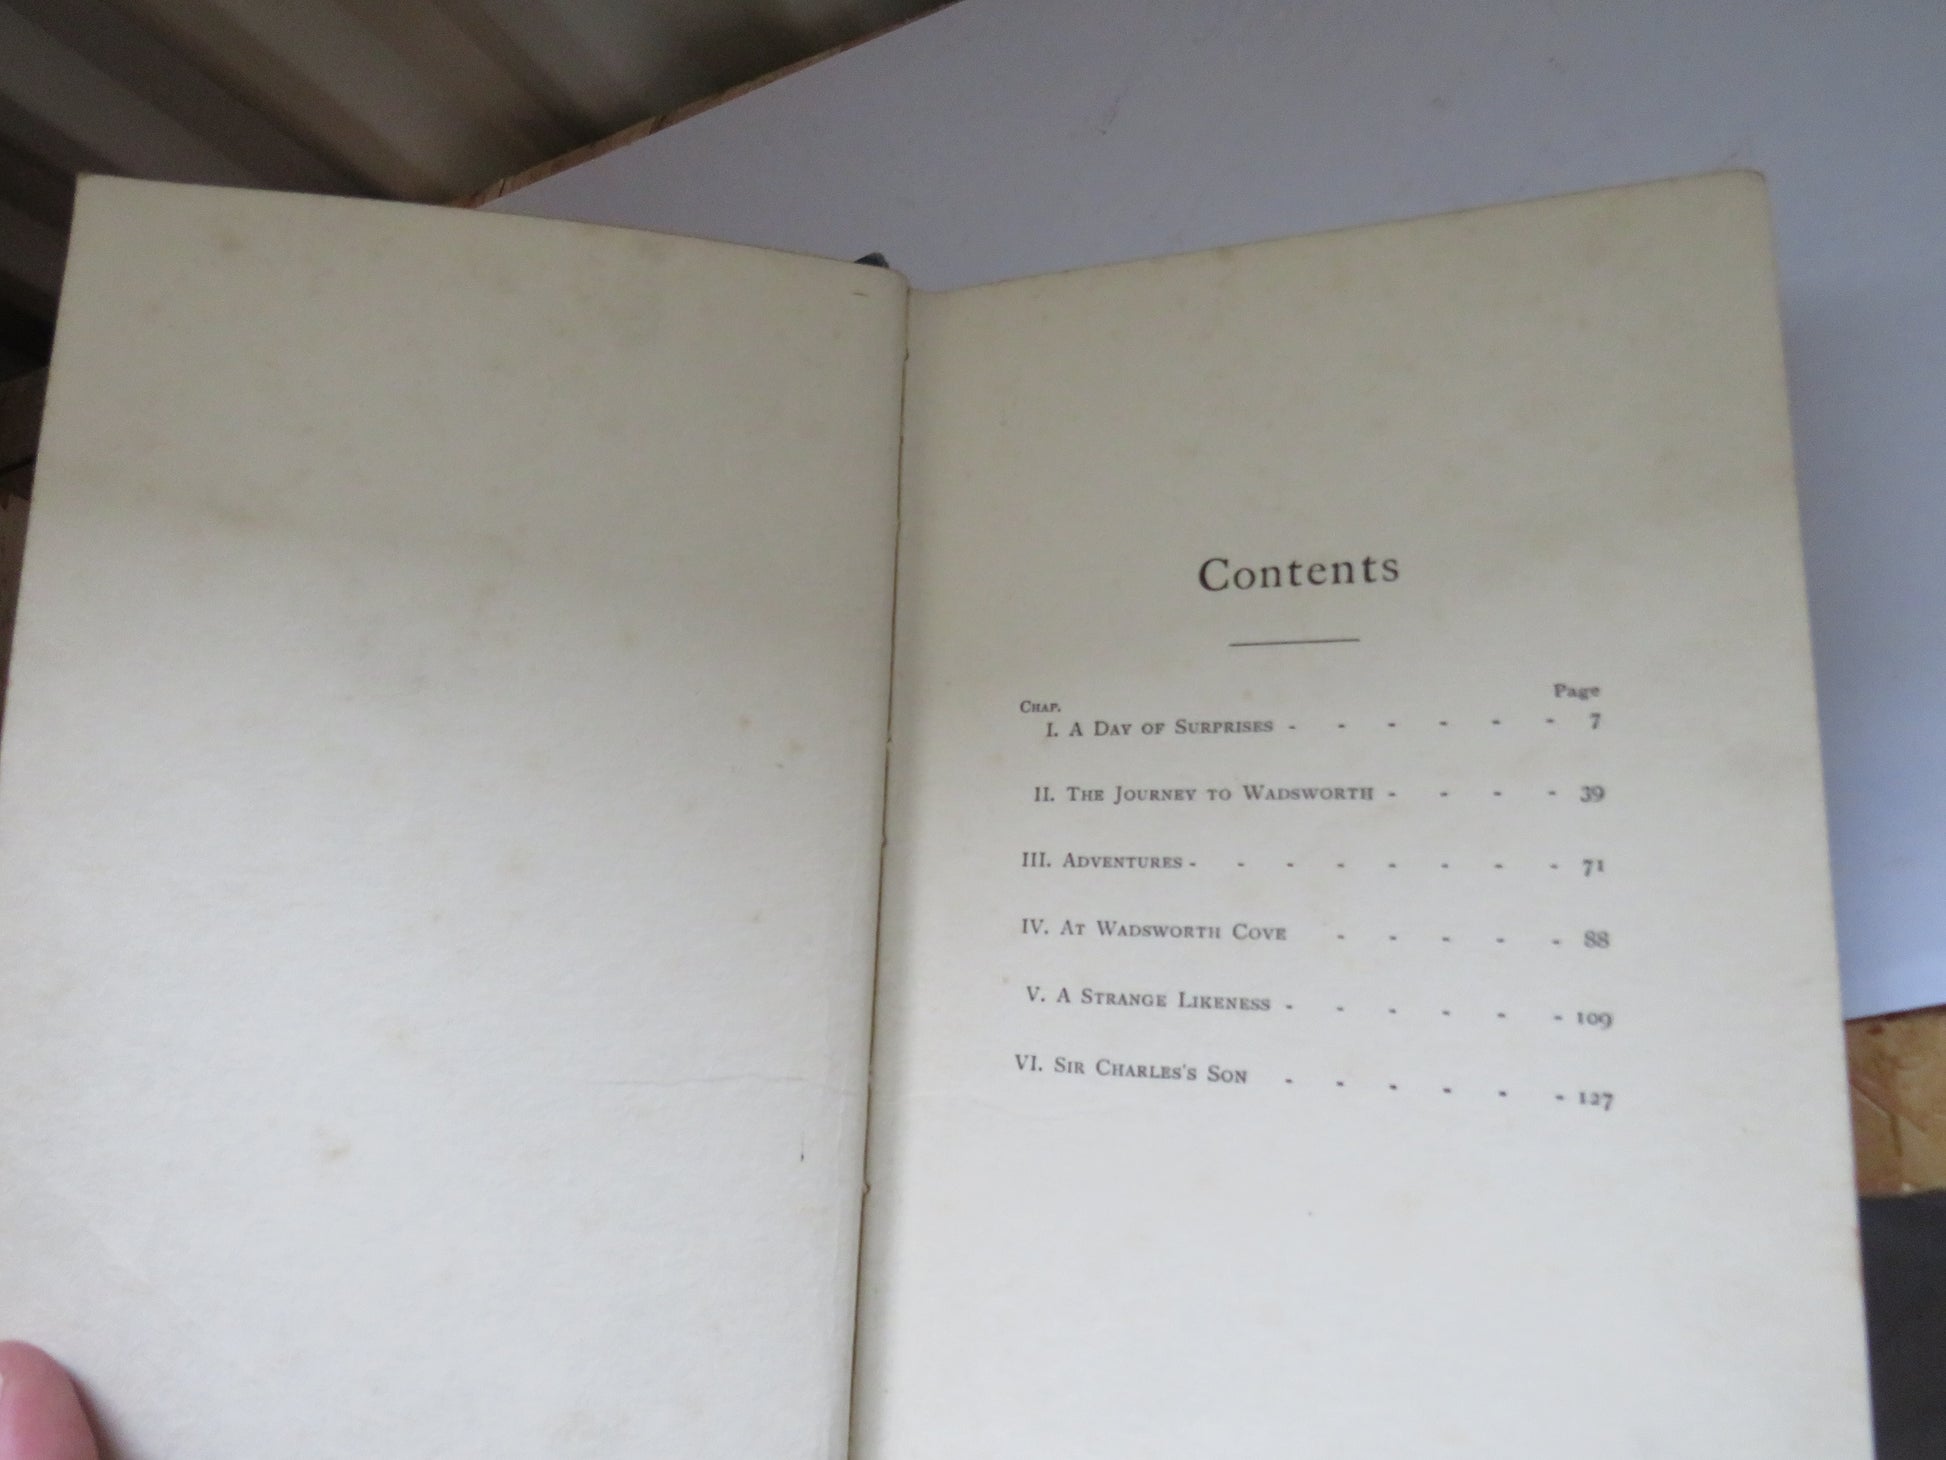 Contents
Chap. Page
I. A Day of Surprises - - - - - - 7
II. The Journey to Wadsworth - - - - 39
III. Adventures - - - - - - - - 71
IV. At Wadsworth Cove - - - - - 88
V. A Strange Likeness - - - - - - 109
VI. Sir Charles's Son - - - - - - 127